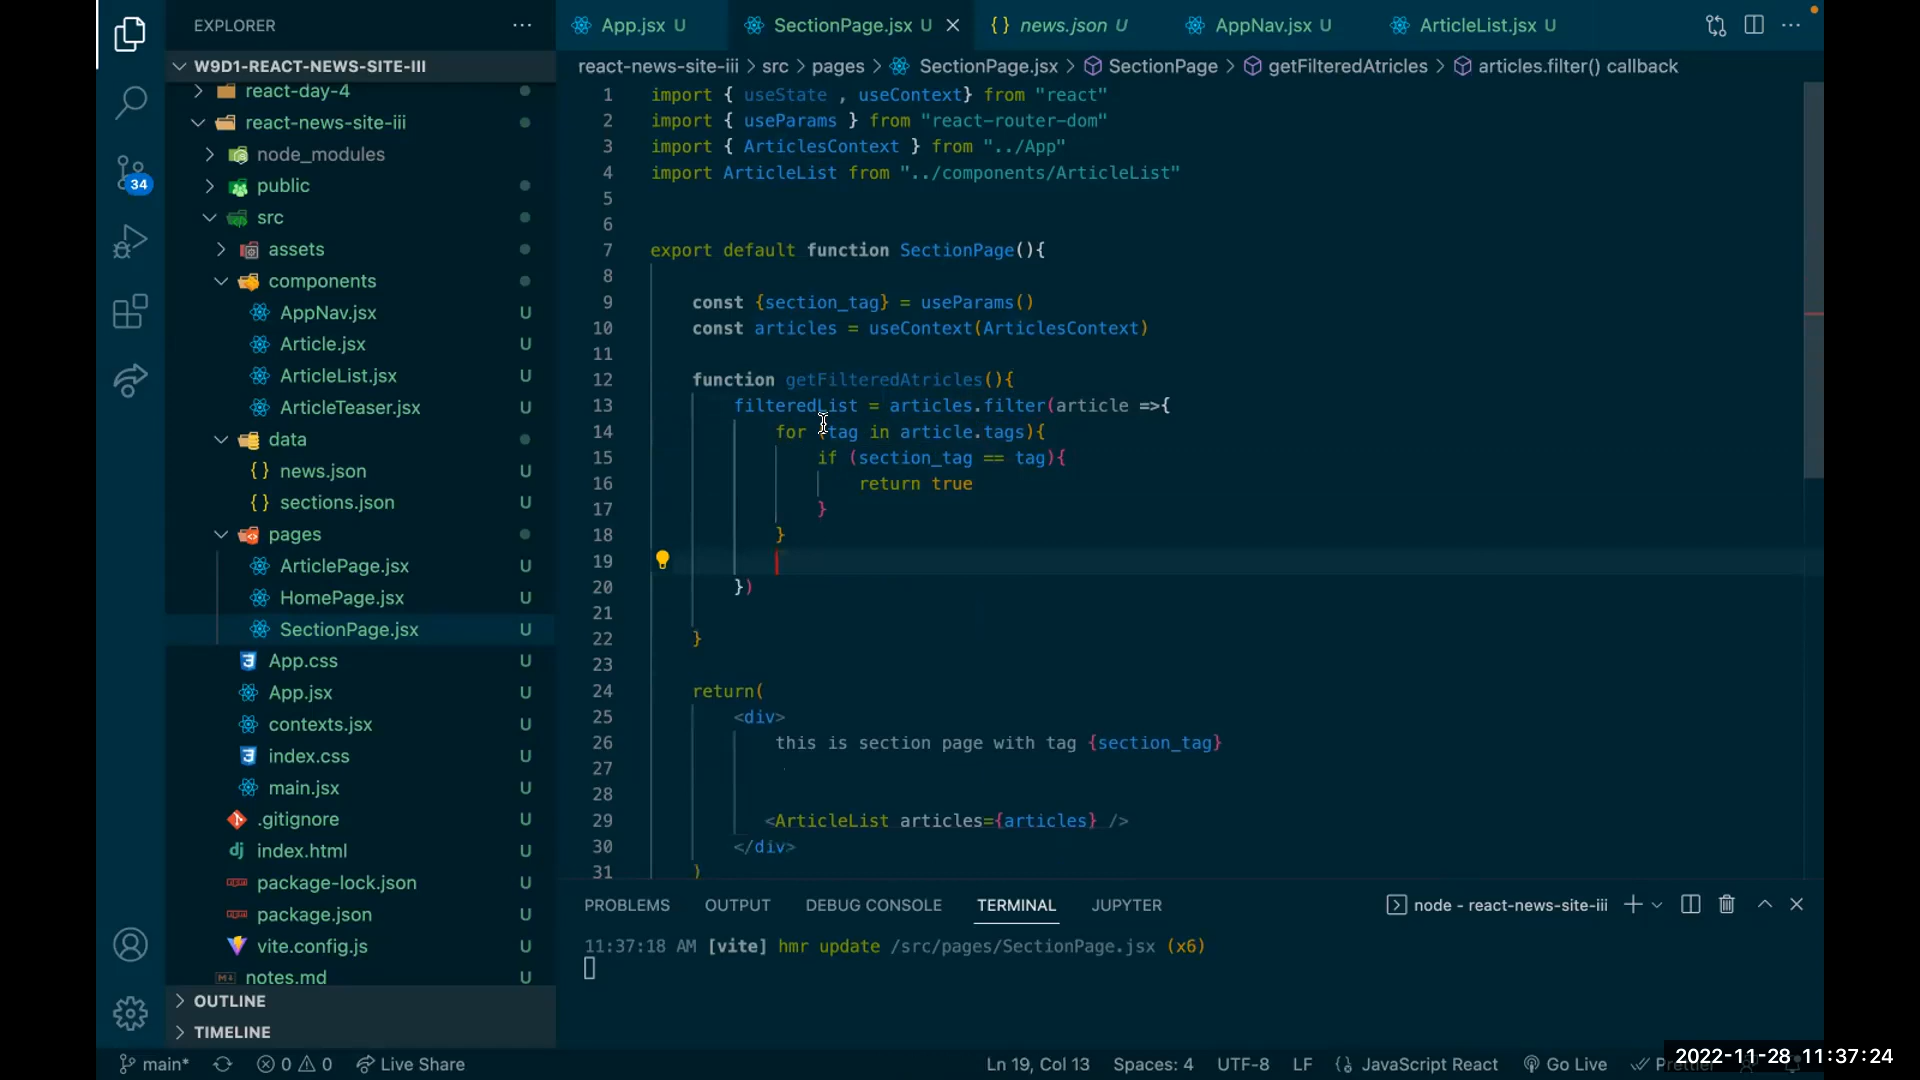 EXPLORER
W9D1-REACT-NEWS-SITE-III
react-day-4
react-news-site-iii
node_modules
public
src
assets
components
AppNav.jsx U
Article.jsx U
ArticleList.jsx U
ArticleTeaser.jsx U
data
news.json U
sections.json U
pages
ArticlePage.jsx U
HomePage.jsx U
SectionPage.jsx U
App.css U
App.jsx U
contexts.jsx U
index.css U
main.jsx U
.gitignore U
index.html U
package-lock.json U
package.json U
vite.config.js U
notes.md U
OUTLINE
TIMELINE
34
App.jsx U SectionPage.jsx U news.json U AppNav.jsx U ArticleList.jsx U
react-news-site-iii > src > pages > SectionPage.jsx > SectionPage > getFilteredAtricles > articles.filter() callback
1 import { useState , useContext} from "react"
2 import { useParams } from "react-router-dom"
3 import { ArticlesContext } from "../App"
4 import ArticleList from "../components/ArticleList"
5
6
7 export default function SectionPage(){
8
9 const {section_tag} = useParams()
10 const articles = useContext(ArticlesContext)
11
12 function getFilteredAtricles(){
13 filteredList = articles.filter(article =>{
14 for (tag in article.tags){
15 if (section_tag == tag){
16 return true
17 }
18 }
19
20 })
21
22 }
23
24 return(
25 <div>
26 this is section page with tag {section_tag}
27
28
29 <ArticleList articles={articles} />
30 </div>
31 )
PROBLEMS OUTPUT DEBUG CONSOLE TERMINAL JUPYTER node - react-news-site-iii
11:37:18 AM [vite] hmr update /src/pages/SectionPage.jsx (x6)
main* 0 0 Live Share Ln 19, Col 13 Spaces: 4 UTF-8 LF JavaScript React Go Live
2022-11-28 11:37:24